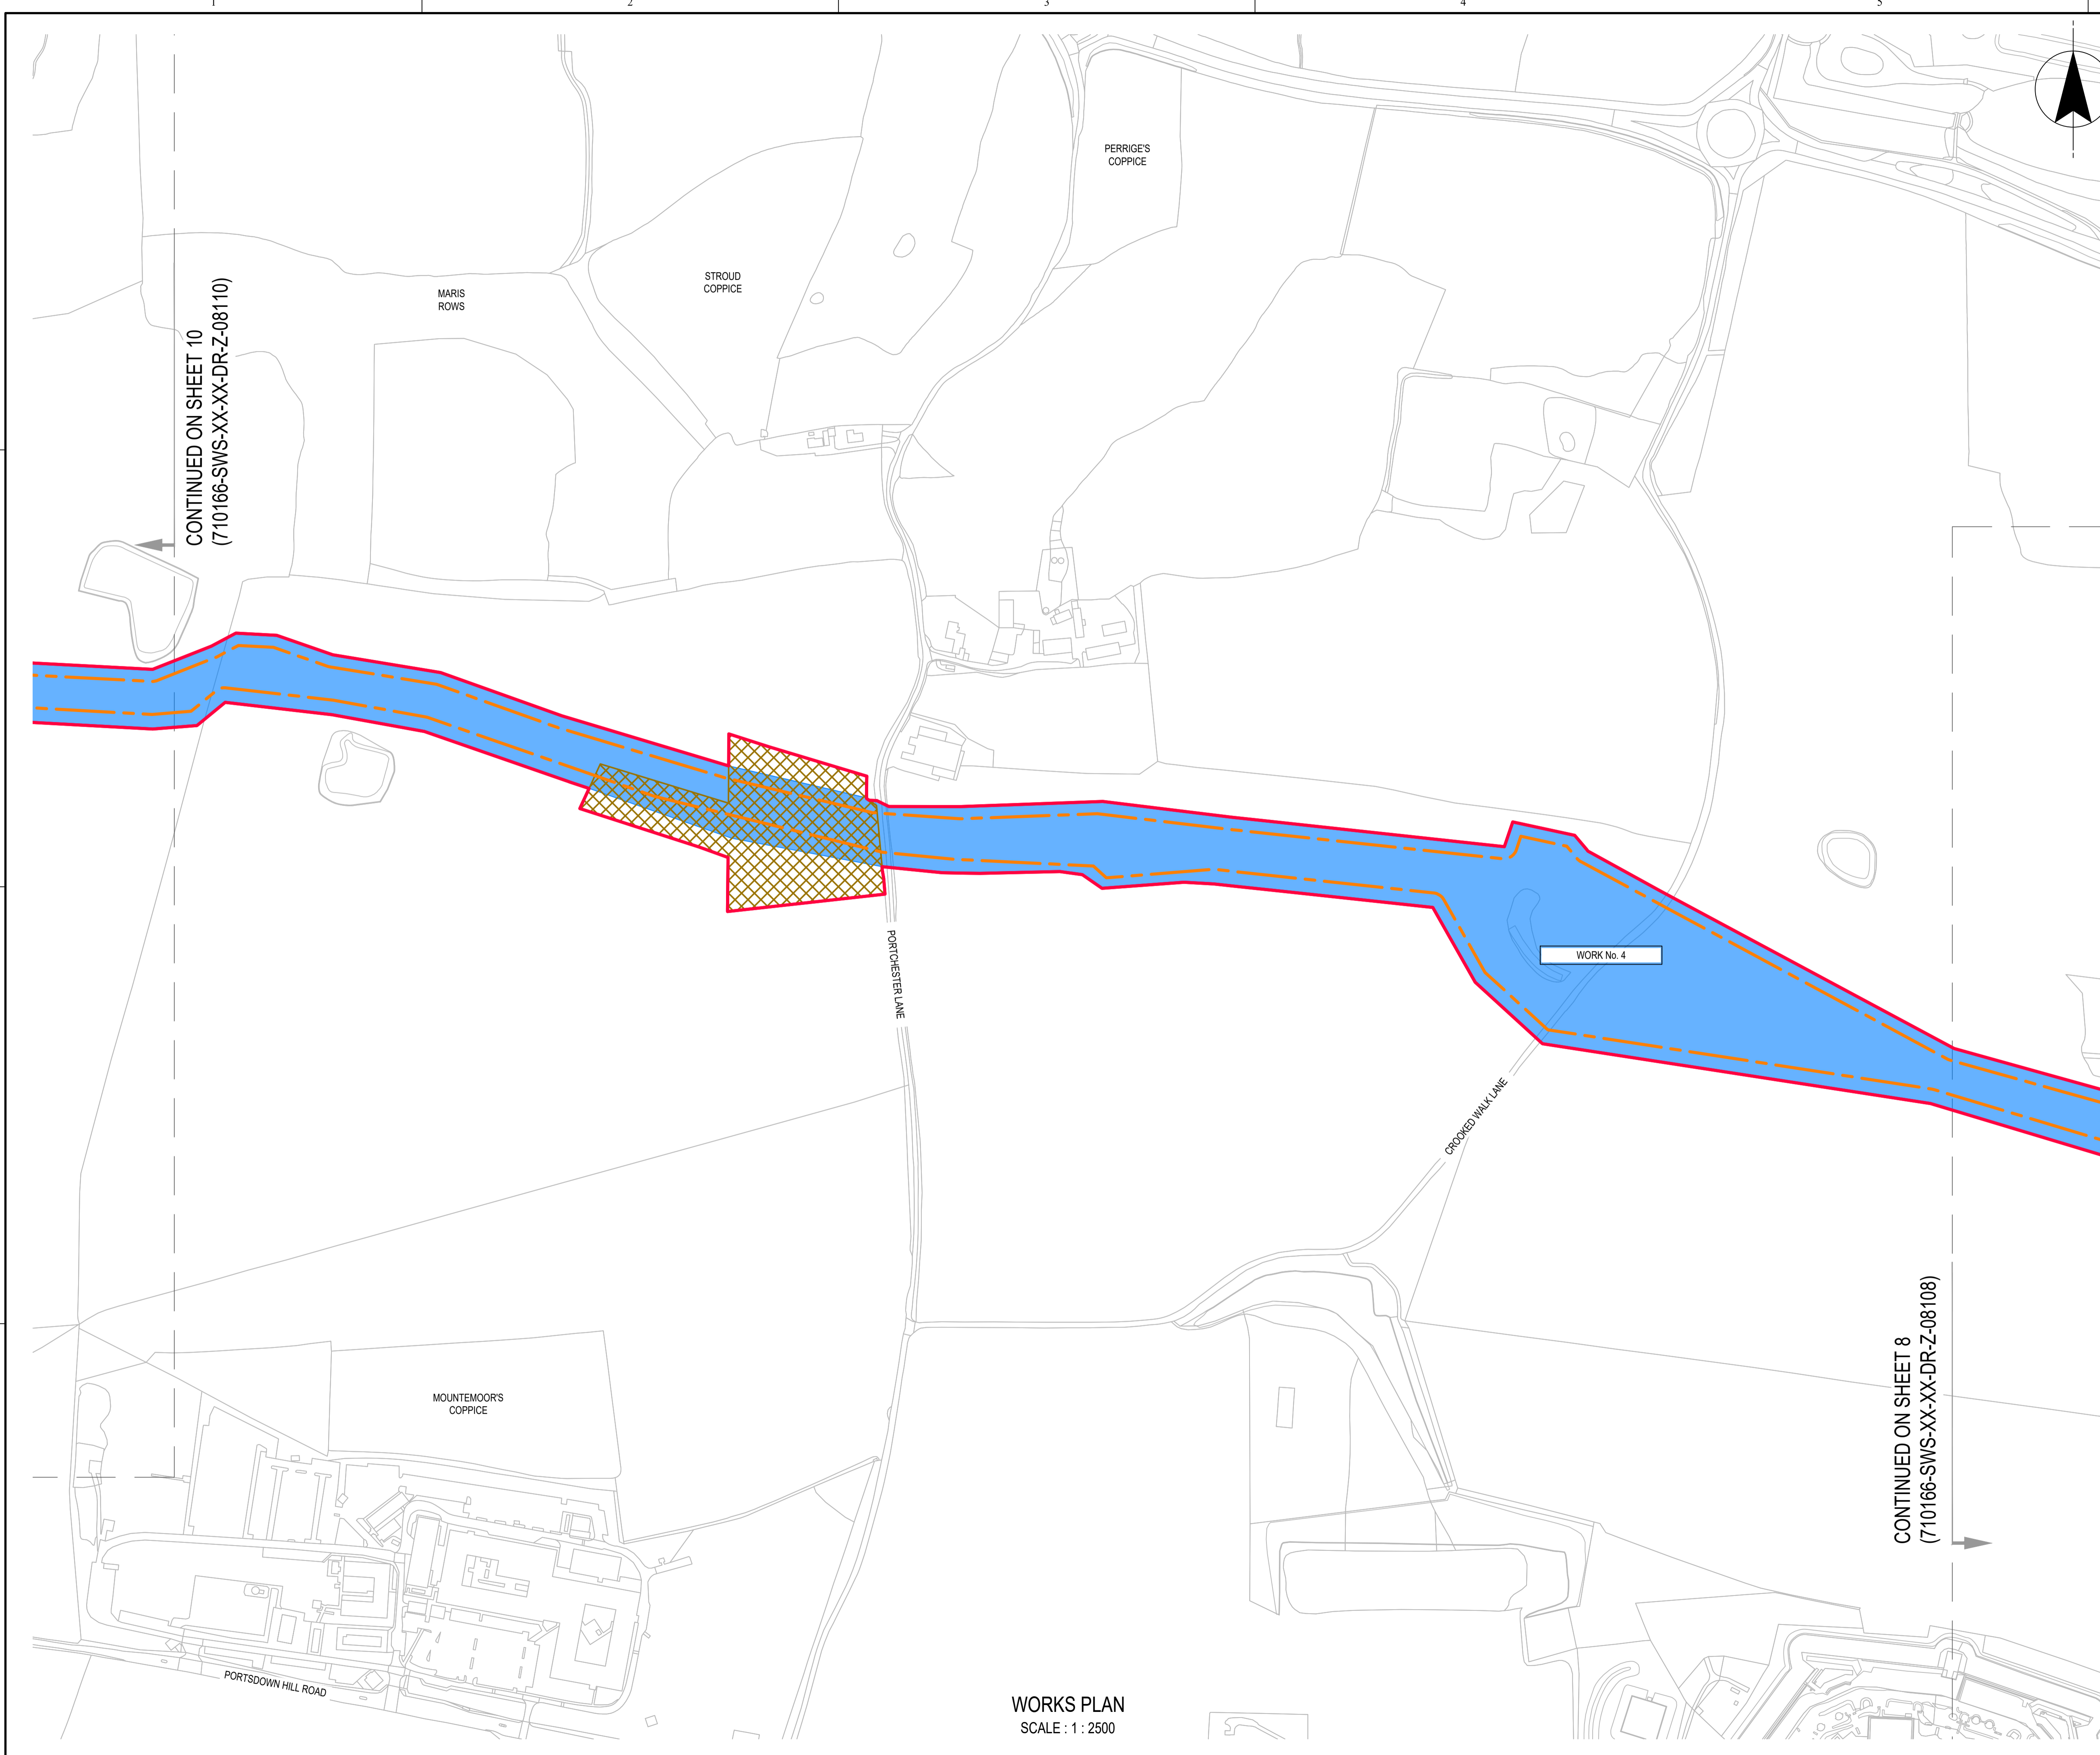 1
2
3
4
5
PERRIGE'S
COPPICE
STROUD
COPPICE
MARIS
ROWS
CONTINUED ON SHEET 10
(710166-SWS-XX-XX-DR-Z-08110)
WORK No. 4
PORTCHESTER LANE
CROOKED WALK LANE
CONTINUED ON SHEET 8
(710166-SWS-XX-XX-DR-Z-08108)
MOUNTEMOOR'S
COPPICE
PORTSDOWN HILL ROAD
WORKS PLAN
SCALE : 1 : 2500